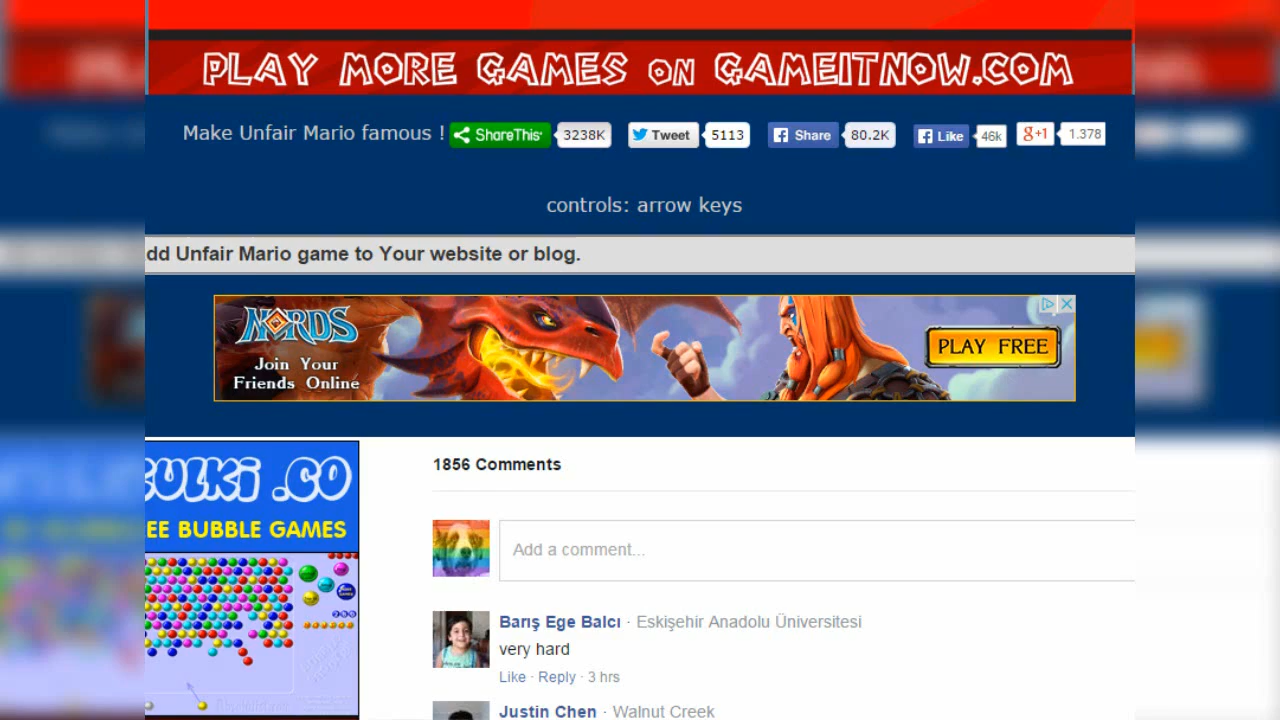 PLAY MORE GAMES ON GAMEITNOW.COM
Make Unfair Mario famous ! ShareThis 3238K Tweet 5113 Share 80.2K Like 46k g+1 1.378
controls: arrow keys
dd Unfair Mario game to Your website or blog.
NORDS
Join Your
Friends Online
PLAY FREE
ULKI .CO
EE BUBBLE GAMES
1856 Comments
Add a comment...
Barış Ege Balcı · Eskişehir Anadolu Üniversitesi
very hard
Like · Reply · 3 hrs
Justin Chen · Walnut Creek